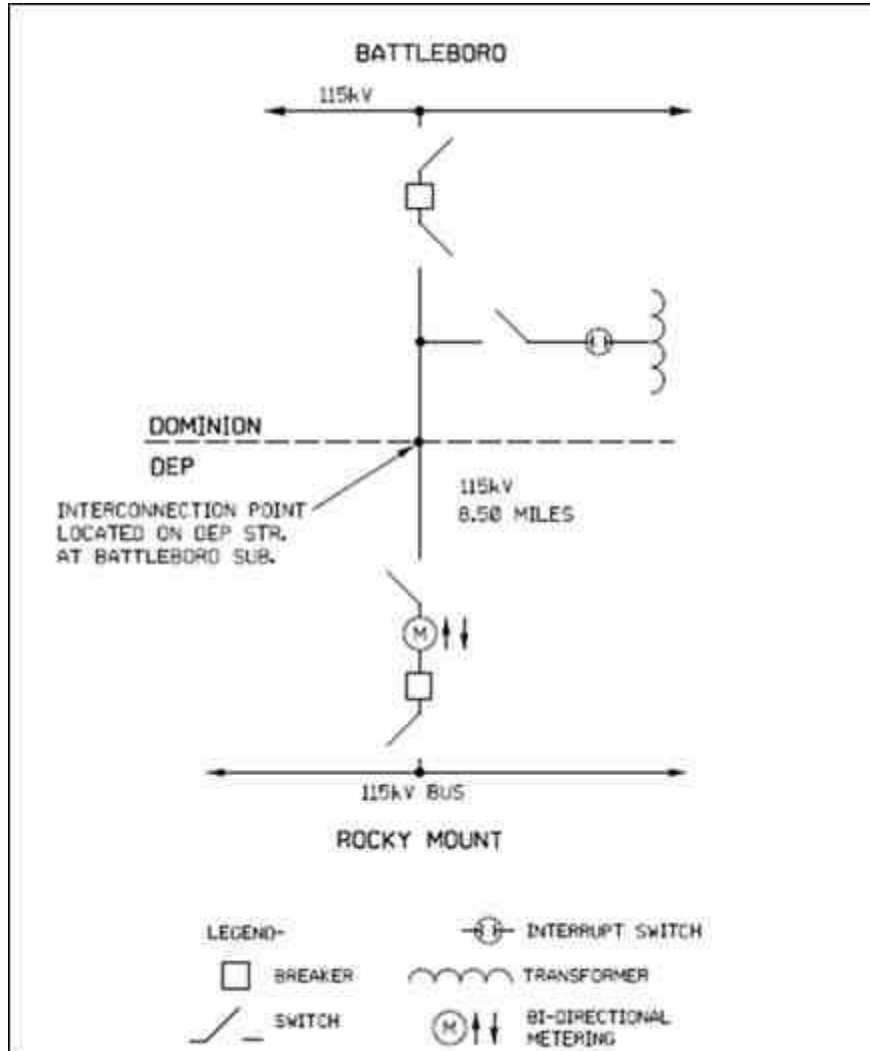 BATTLEBORO
115kV
DOMINION
DEP
INTERCONNECTION POINT
LOCATED ON DEP STR.
AT BATTLEBORO SUB.
115kV
8.50 MILES
M
115kV BUS
ROCKY MOUNT
LEGEND-
INTERRUPT SWITCH
BREAKER
TRANSFORMER
SWITCH
M
BI-DIRECTIONAL
METERING